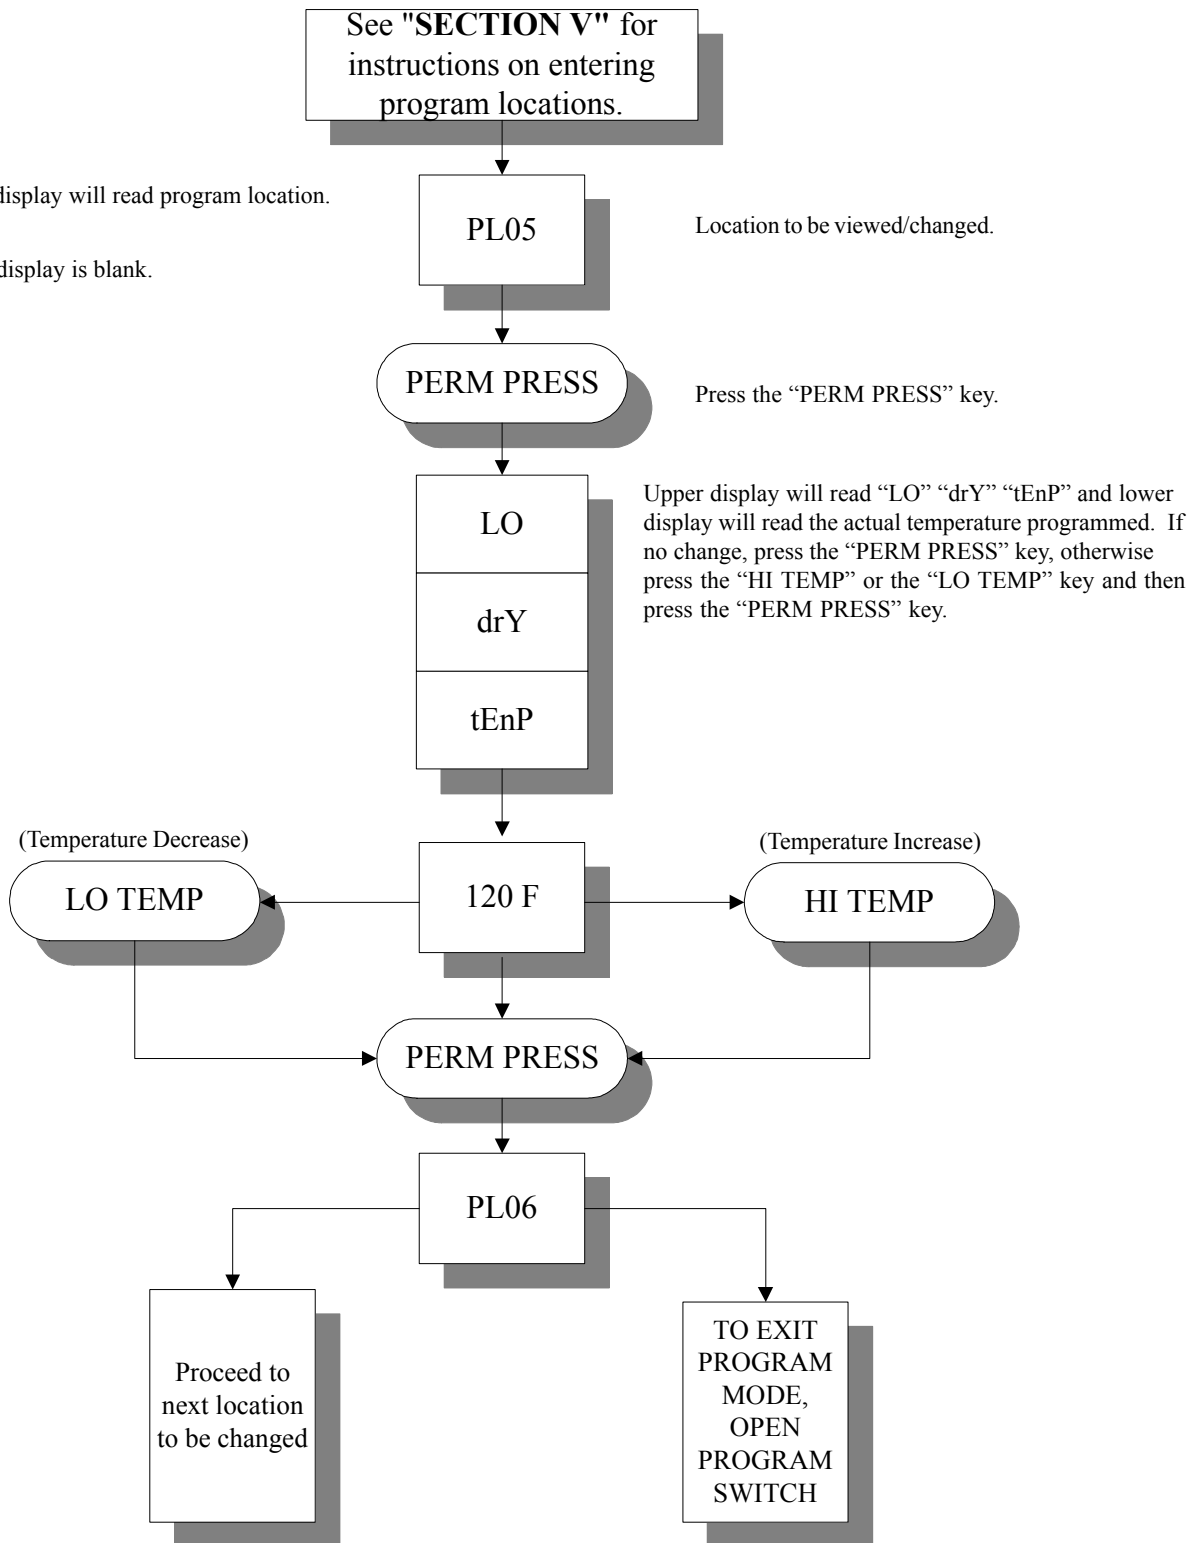 See "SECTION V" for
instructions on entering
program locations.
display will read program location.
display is blank.
PL05
Location to be viewed/changed.
PERM PRESS
Press the “PERM PRESS” key.
LO
drY
tEnP
Upper display will read “LO” “drY” “tEnP” and lower
display will read the actual temperature programmed. If
no change, press the “PERM PRESS” key, otherwise
press the “HI TEMP” or the “LO TEMP” key and then
press the “PERM PRESS” key.
(Temperature Decrease)
LO TEMP
120 F
(Temperature Increase)
HI TEMP
PERM PRESS
PL06
Proceed to
next location
to be changed
TO EXIT
PROGRAM
MODE,
OPEN
PROGRAM
SWITCH